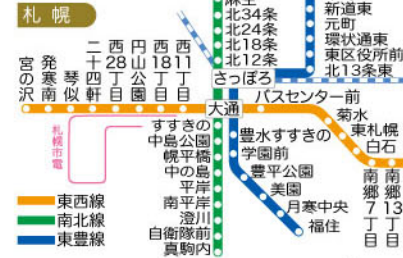 札幌
麻生
北34条
北24条
北18条
北12条
さっぽろ
新道東
元町
環状通東
東区役所前
北13条東
宮の沢
発寒南
琴似
二十四軒
西28丁目
円山公園
西18丁目
西11丁目
大通
バスセンター前
菊水
東札幌
白石
南郷7丁目
南郷13丁目
札幌市電
すすきの
中島公園
幌平橋
中の島
平岸
南平岸
澄川
自衛隊前
真駒内
豊水すすきの
学園前
豊平公園
美園
月寒中央
福住
東西線
南北線
東豊線